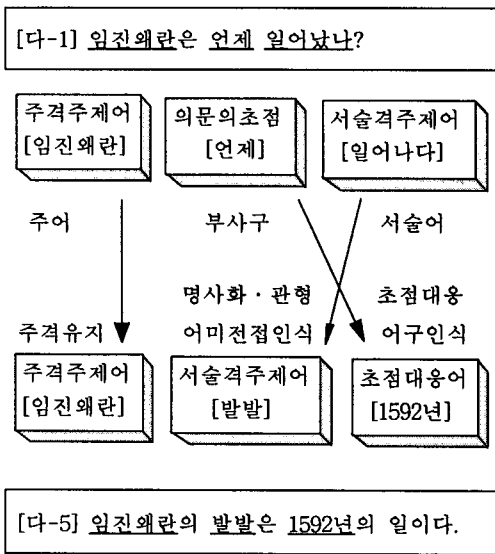 [다-1] 임진왜란은 언제 일어났나?
주격주제어 의문의초점 서술격주제어
[임진왜란] [언제] [일어나다]
주어 부사구 서술어
명사화·관형 초점대옹
주격유지 어미전접인식 어구인식
주격주제어 서술격주제어 초점대응어
[임진왜란] [발발] [1592년]
[다-5] 임진왜란의 발발은 1592년의 일이다.